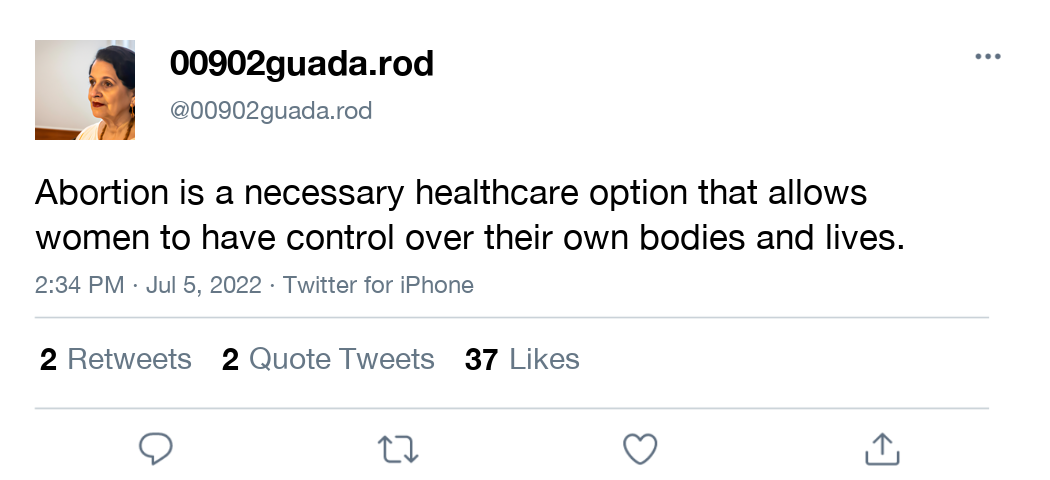 00902guada.rod
@00902guada.rod
Abortion is a necessary healthcare option that allows
women to have control over their own bodies and lives.
2:34 PM · Jul 5, 2022 · Twitter for iPhone
2 Retweets 2 Quote Tweets 37 Likes